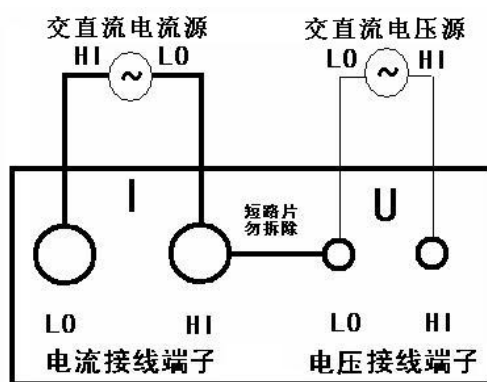 交直流电流源 交直流电压源
HI LO LO HI
~ ~
I U
短路片
勿拆除
LO HI LO HI
电流接线端子 电压接线端子